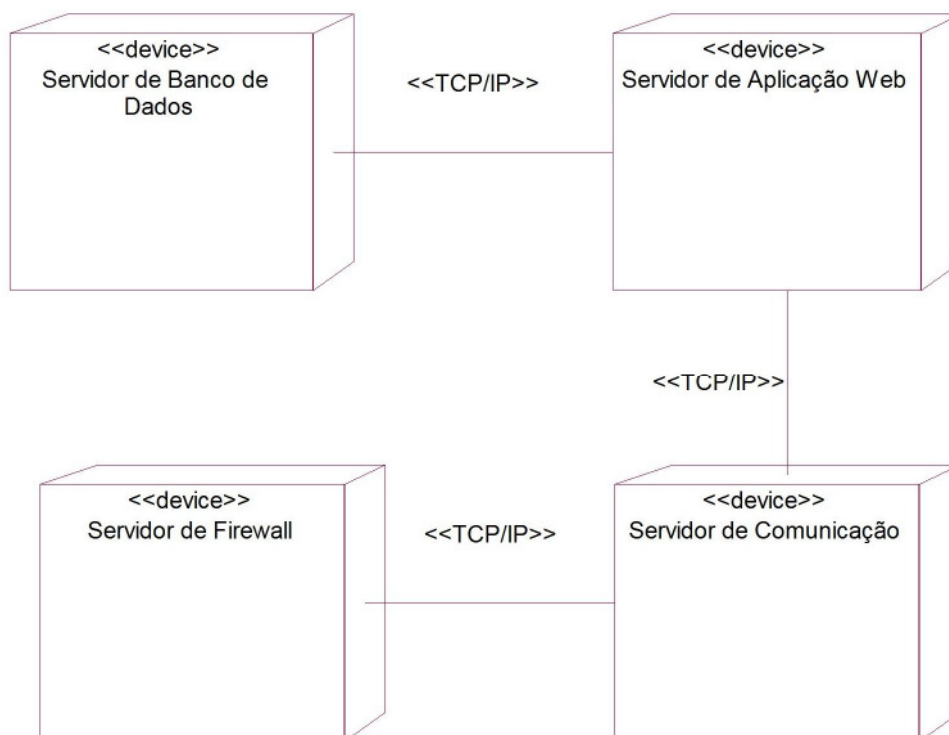 <<device>>
Servidor de Banco de
Dados
<<TCP/IP>>
<<device>>
Servidor de Aplicação Web
<<TCP/IP>>
<<device>>
Servidor de Firewall
<<TCP/IP>>
<<device>>
Servidor de Comunicação